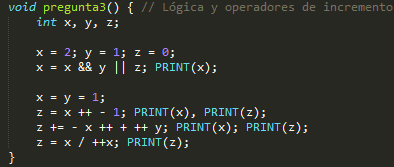 void pregunta3() { // Lógica y operadores de incremento
int x, y, z;
x = 2; y = 1; z = 0;
x = x && y || z; PRINT(x);
x = y = 1;
z = x ++ - 1; PRINT(x), PRINT(z);
z += - x ++ + ++ y; PRINT(x); PRINT(z);
z = x / ++x; PRINT(z);
}